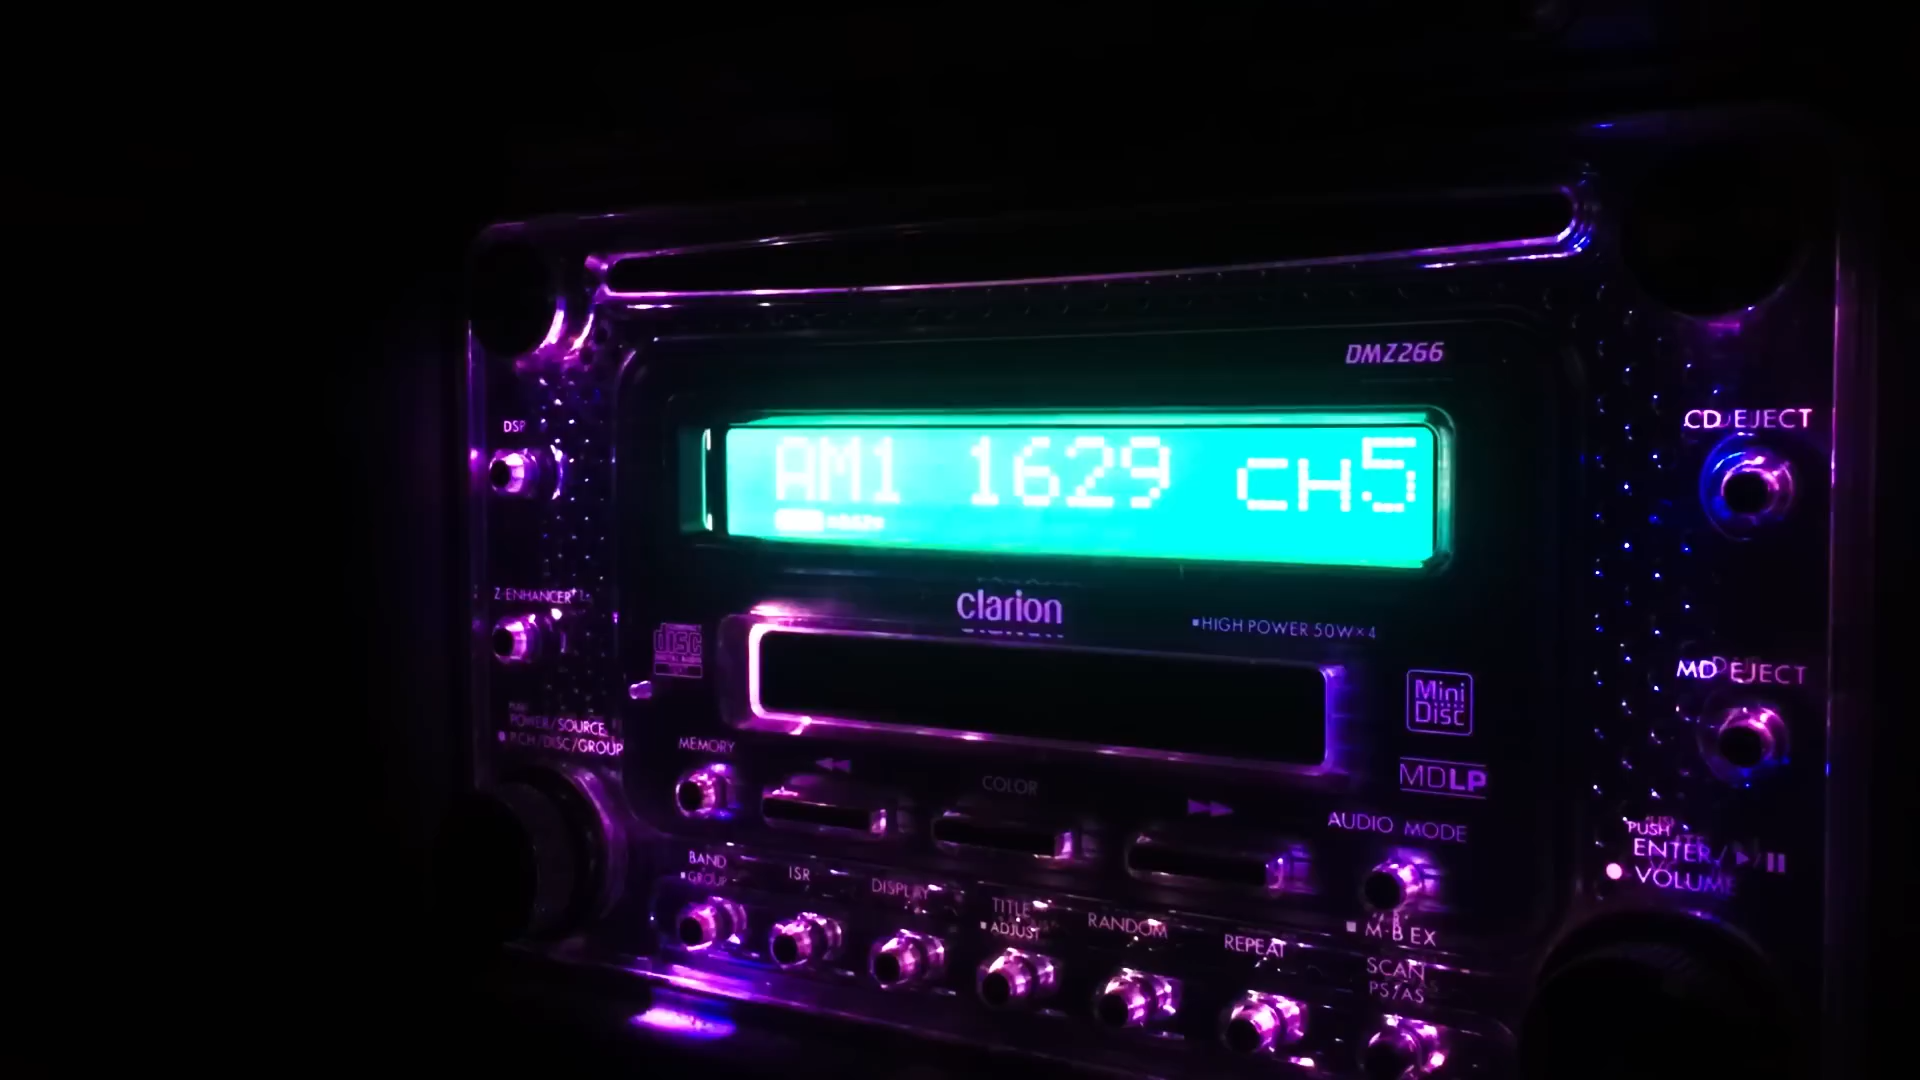 DMZ266
CD EJECT
DSP
AM1 1629 CH5
Z-ENHANCER+
clarion
HIGH POWER 50W×4
disc
MD EJECT
Mini
Disc
POWER/SOURCE
P.CH/DISC/GROUP
MEMORY
COLOR
MDLP
AUDIO MODE
PUSH
ENTER/
VOLUME
BAND
GROUP
ISR
DISPLAY
TITLE
ADJUST
RANDOM
REPEAT
M-B EX
SCAN
PS/AS